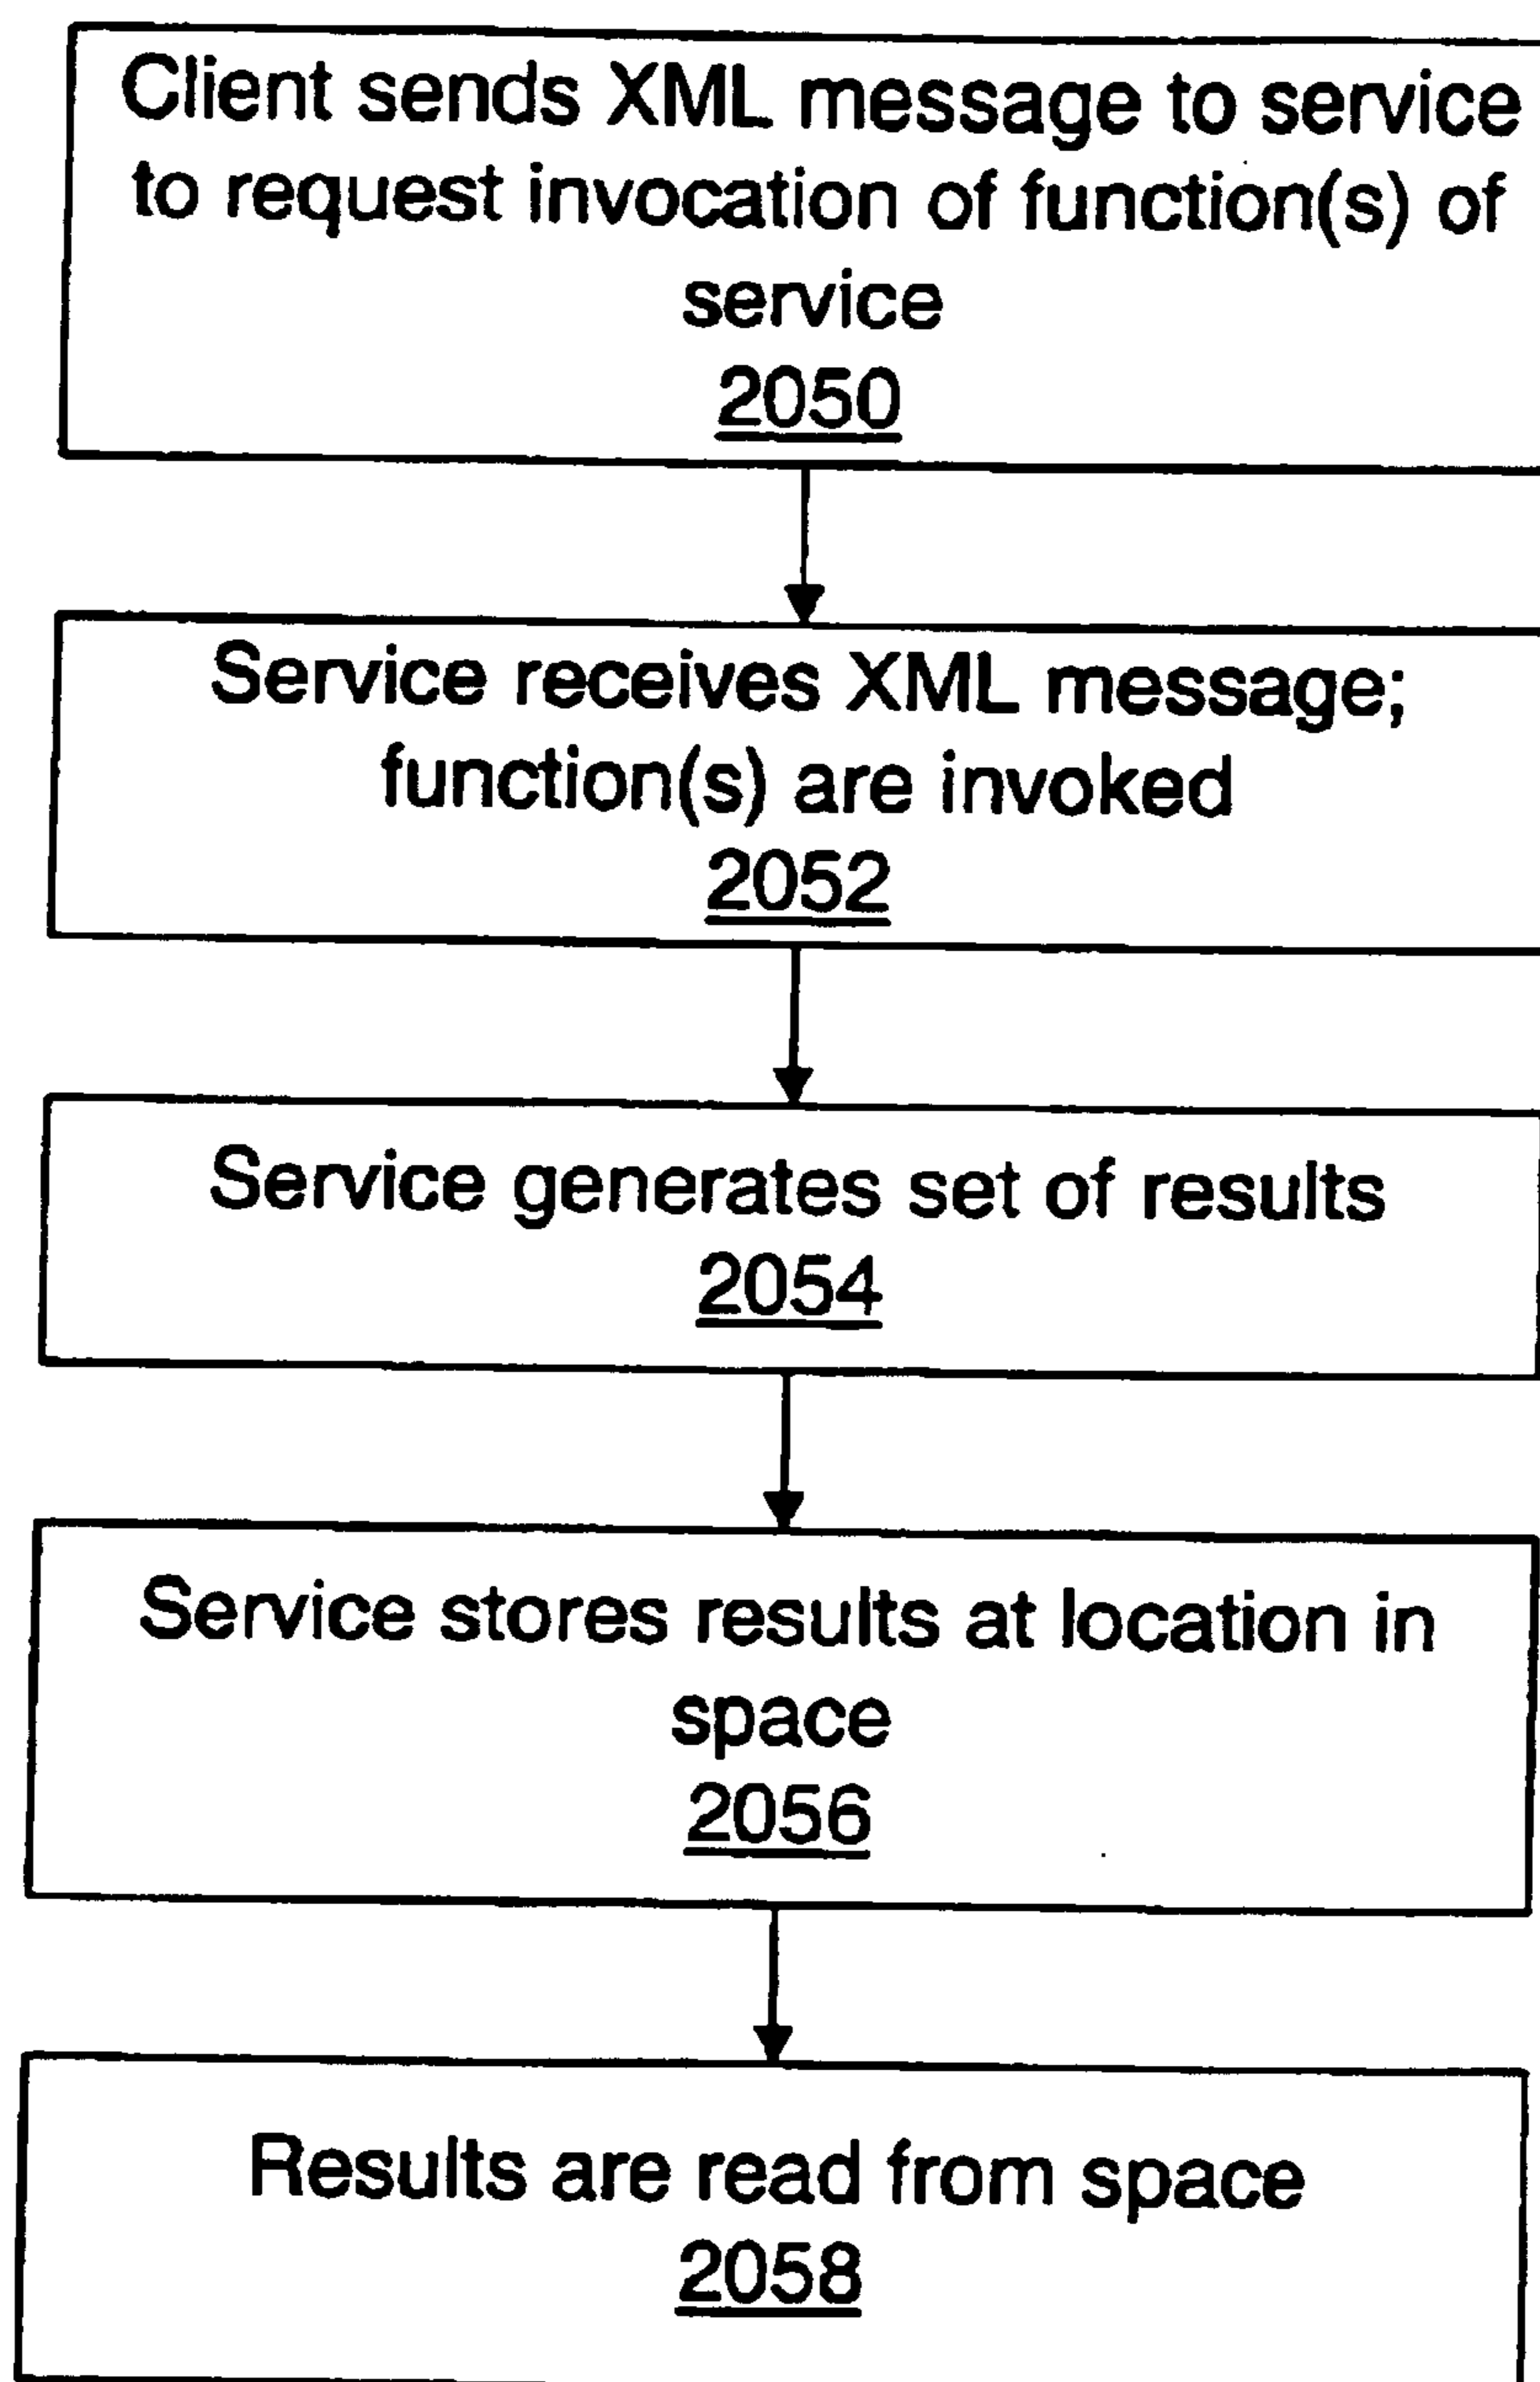 Client sends XML message to service
to request invocation of function(s) of
service
2050
Service receives XML message;
function(s) are invoked
2052
Service generates set of results
2054
Service stores results at location in
space
2056
Results are read from space
2058